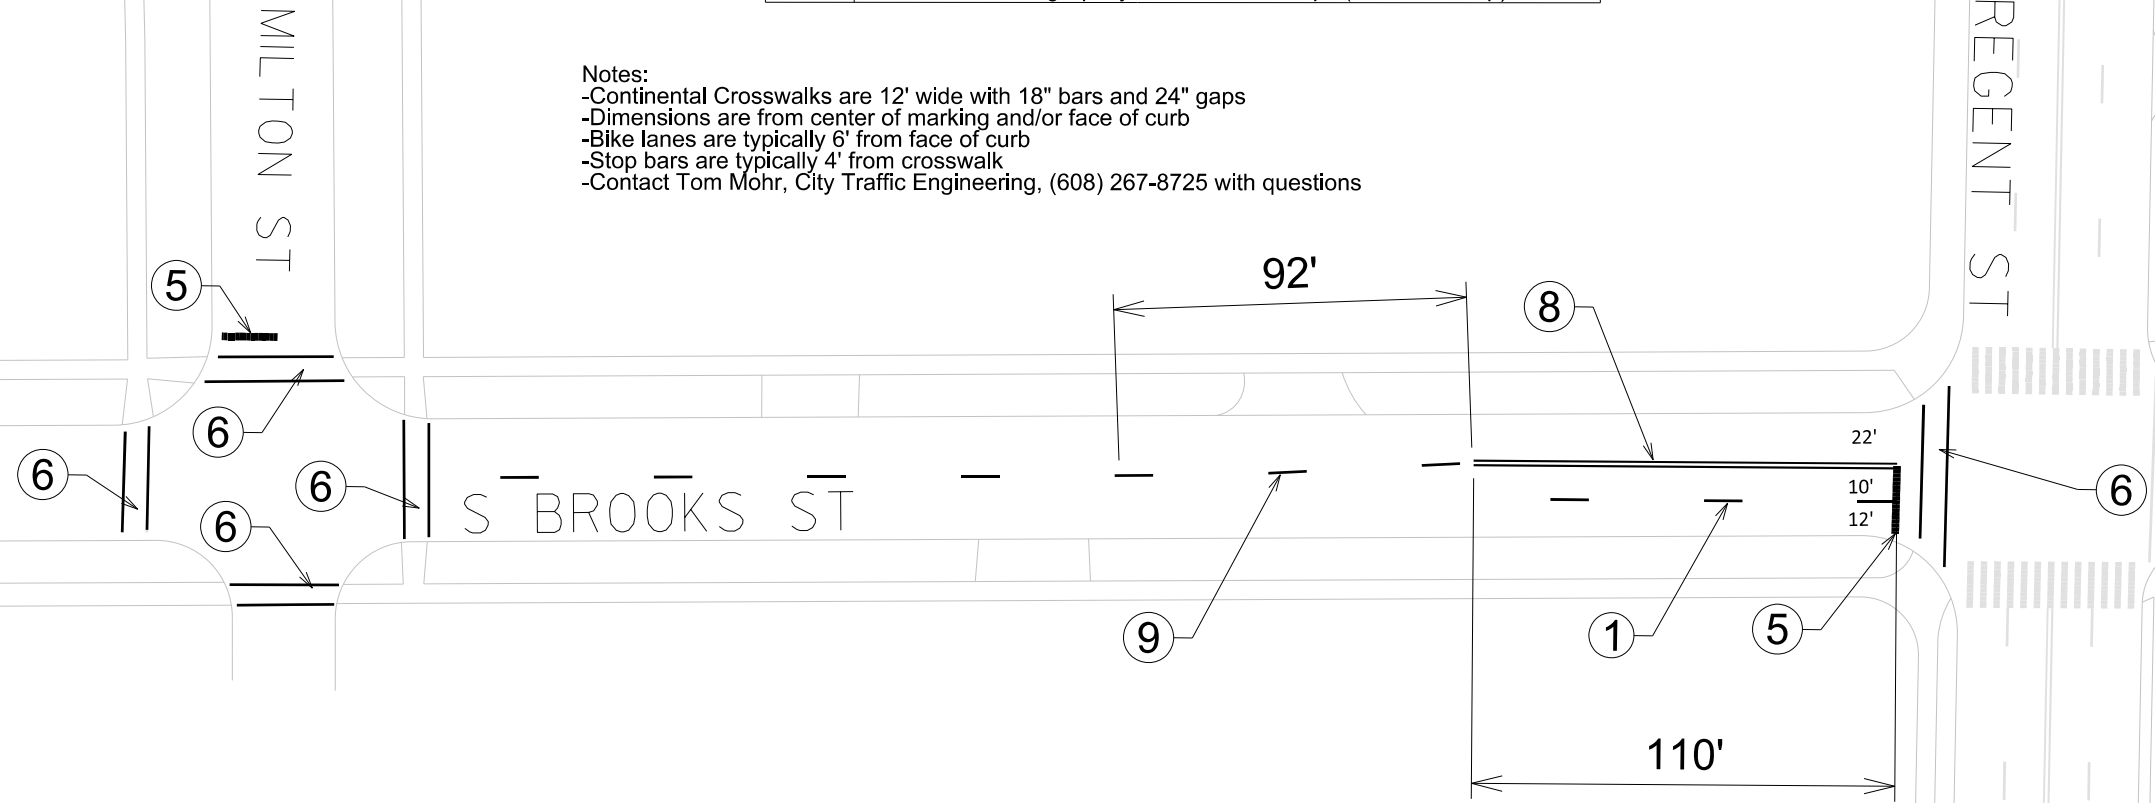 MILTON ST
REGENT ST
Notes:
-Continental Crosswalks are 12' wide with 18" bars and 24" gaps
-Dimensions are from center of marking and/or face of curb
-Bike lanes are typically 6' from face of curb
-Stop bars are typically 4' from crosswalk
-Contact Tom Mohr, City Traffic Engineering, (608) 267-8725 with questions
92'
5
8
6
22'
6
6
10'
6
S BROOKS ST
12'
6
9
1
5
110'